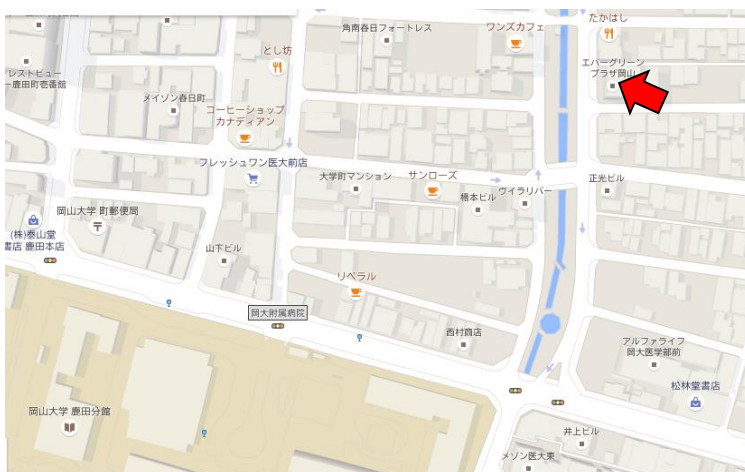 角南春日フォートレス
ワンズカフェ
たかはし
とし坊
エバーグリーン
プラザ岡山
レストビュー
ー鹿田町壱番館
メイソン春日町
コーヒーショップ
カナディアン
フレッシュワン医大前店
大学町マンション
サンローズ
橋本ビル
ヴイラリバー
正光ビル
岡山大学 町郵便局
(株)泰山堂
書店 鹿田本店
山下ビル
リベラル
岡大附属病院
西村商店
アルファライフ
岡大医学部前
松林堂書店
岡山大学 鹿田分館
井上ビル
メゾン医大東